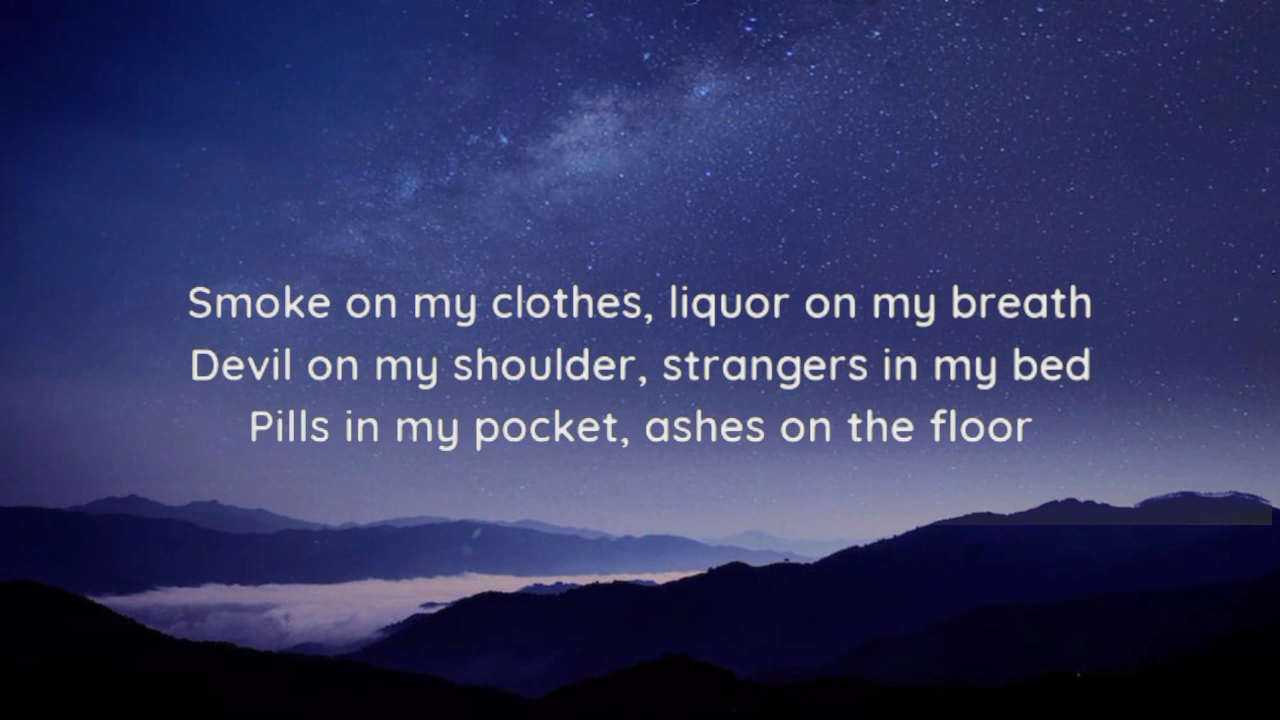 Smoke on my clothes, liquor on my breath
Devil on my shoulder, strangers in my bed
Pills in my pocket, ashes on the floor